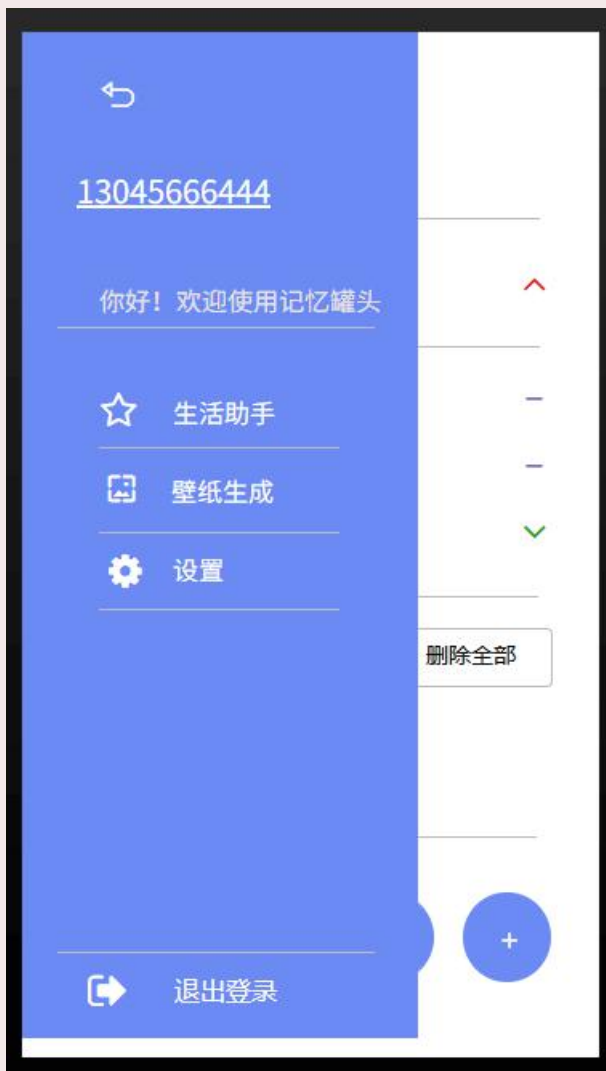 13045666444
你好！欢迎使用记忆罐头
生活助手
壁纸生成
设置
删除全部
+
退出登录